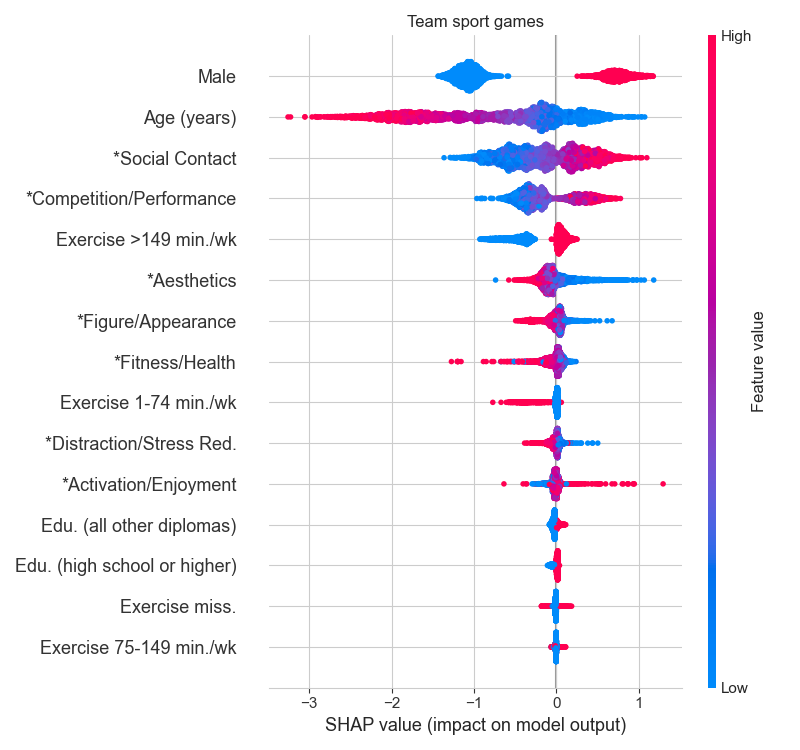 Team sport games
High
Male
Age (years)
*Social Contact
*Competition/Performance
Exercise >149 min./wk
*Aesthetics
*Figure/Appearance
*Fitness/Health
Exercise 1-74 min./wk
*Distraction/Stress Red.
*Activation/Enjoyment
Edu. (all other diplomas)
Edu. (high school or higher)
Exercise miss.
Exercise 75-149 min./wk
Feature value
Low
−3 −2 −1 0 1
SHAP value (impact on model output)